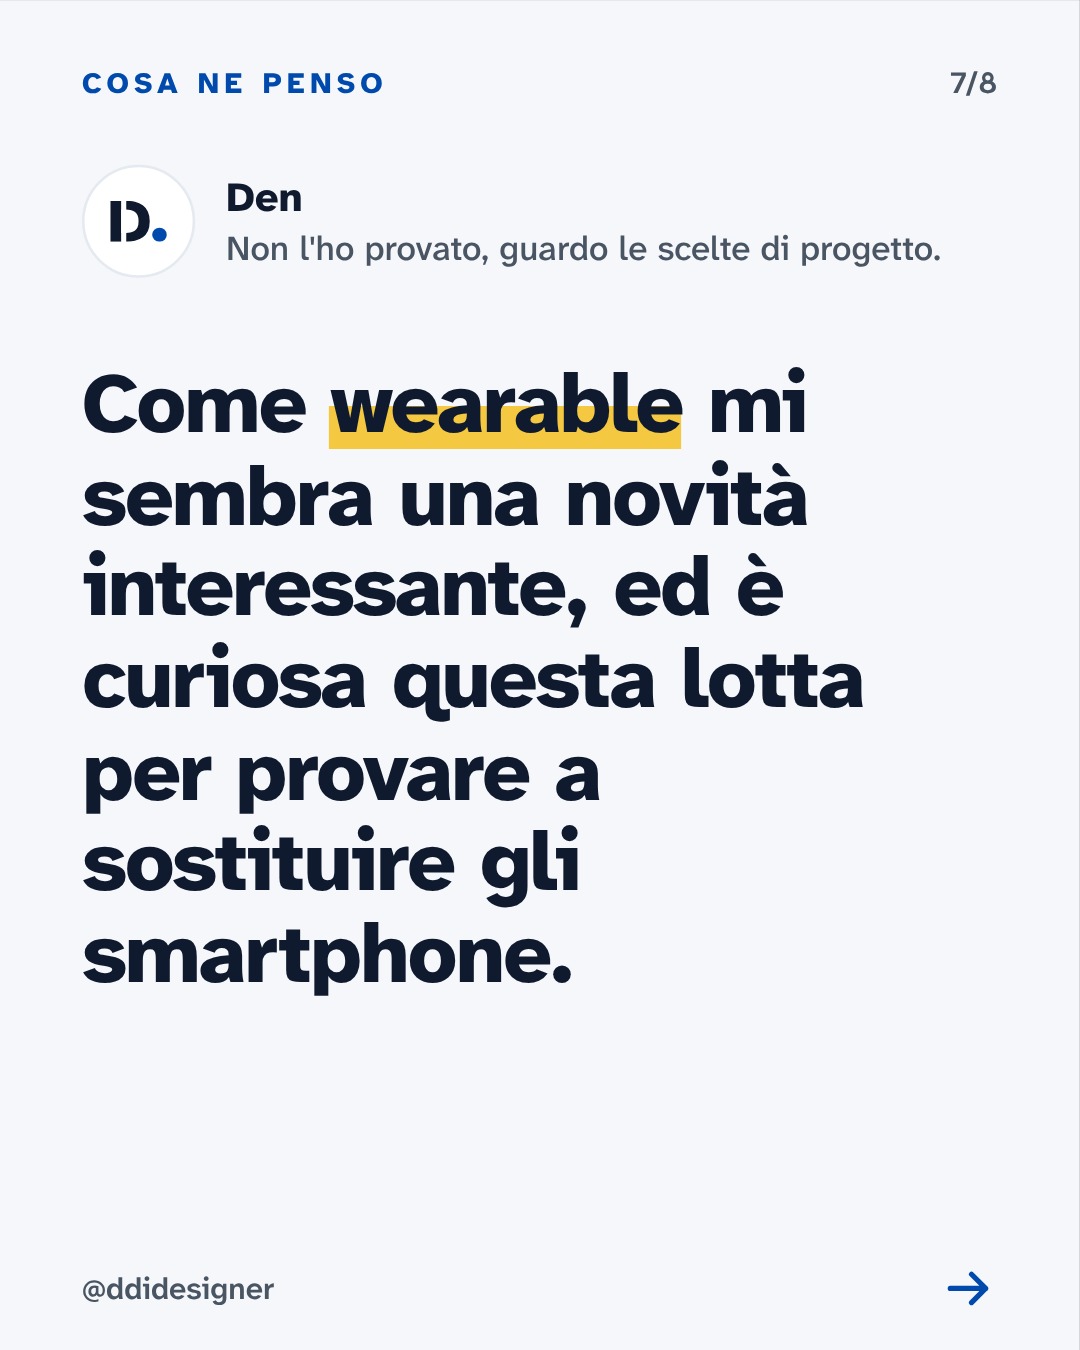 COSA NE PENSO
7/8
D.
Den
Non l'ho provato, guardo le scelte di progetto.
Come wearable mi
sembra una novità
interessante, ed è
curiosa questa lotta
per provare a
sostituire gli
smartphone.
@ddidesigner